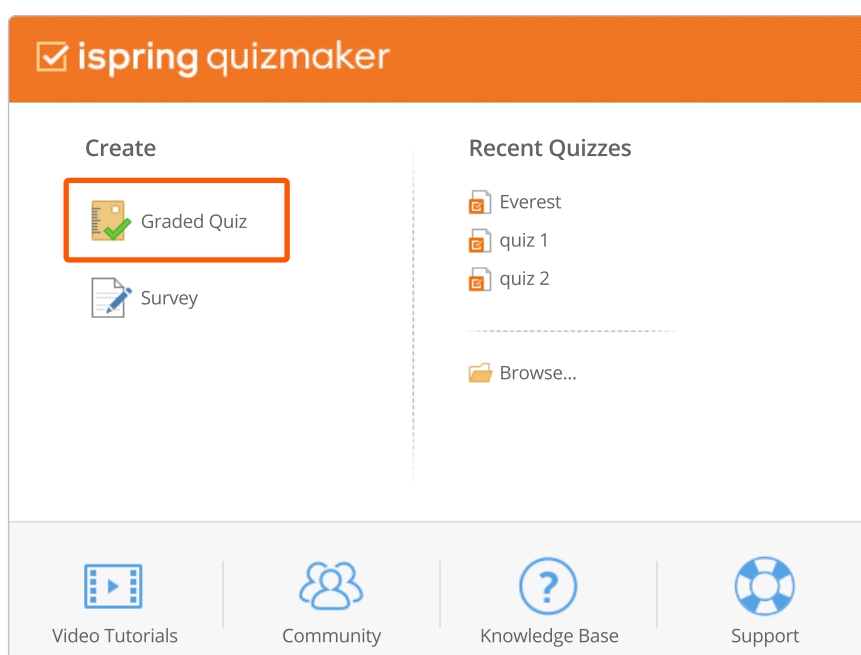 ispring quizmaker
Create
Graded Quiz
Survey
Recent Quizzes
Everest
quiz 1
quiz 2
Browse...
Video Tutorials
Community
Knowledge Base
Support